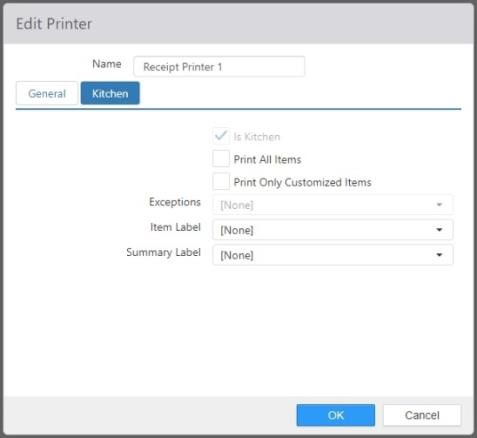 Edit Printer
Name Receipt Printer 1
General Kitchen
Is Kitchen
Print All Items
Print Only Customized Items
Exceptions [None]
Item Label [None]
Summary Label [None]
OK Cancel